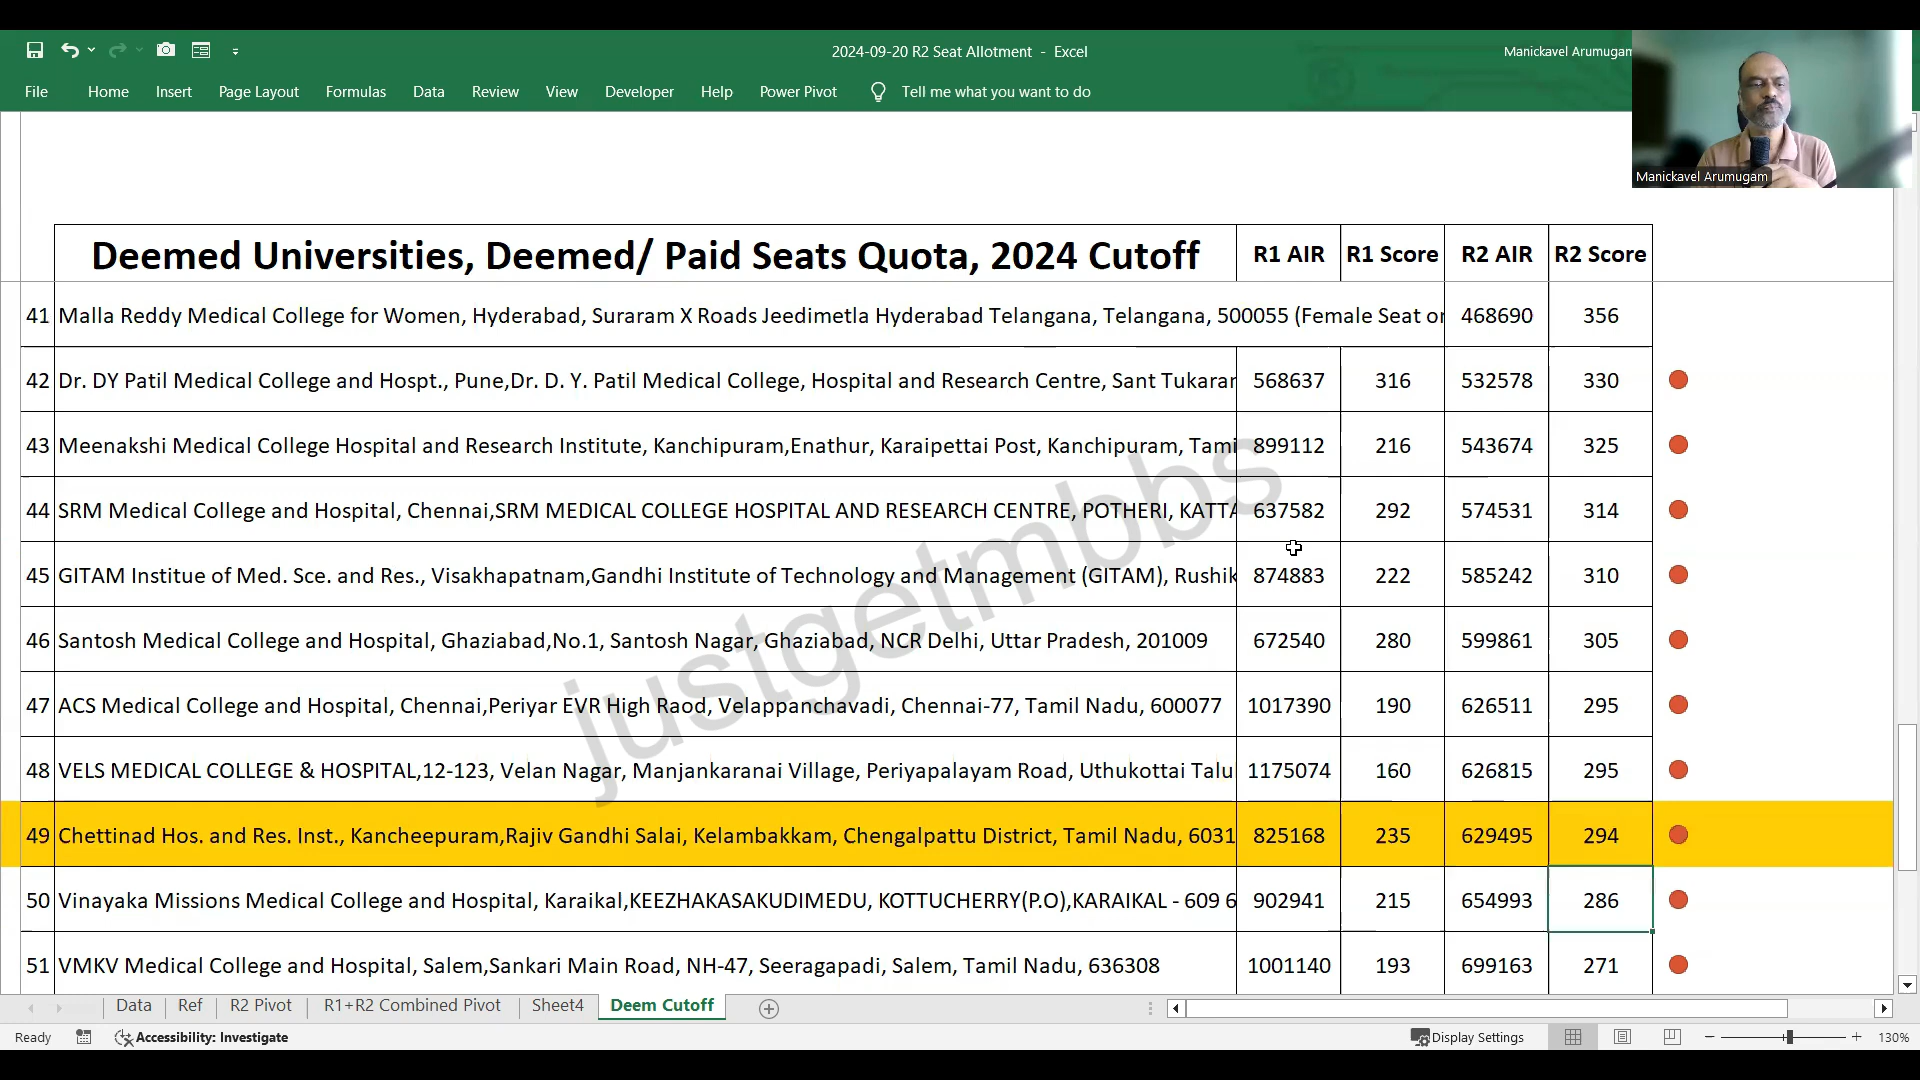 2024-09-20 R2 Seat Allotment - Excel
Manickavel Arumugam
File Home Insert Page Layout Formulas Data Review View Developer Help Power Pivot Tell me what you want to do
Manickavel Arumugam
Deemed Universities, Deemed/ Paid Seats Quota, 2024 Cutoff R1 AIR R1 Score R2 AIR R2 Score
41 Malla Reddy Medical College for Women, Hyderabad, Suraram X Roads Jeedimetla Hyderabad Telangana, Telangana, 500055 (Female Seat or 468690 356
42 Dr. DY Patil Medical College and Hospt., Pune,Dr. D. Y. Patil Medical College, Hospital and Research Centre, Sant Tukaram 568637 316 532578 330
43 Meenakshi Medical College Hospital and Research Institute, Kanchipuram,Enathur, Karaipettai Post, Kanchipuram, Tami 899112 216 543674 325
44 SRM Medical College and Hospital, Chennai,SRM MEDICAL COLLEGE HOSPITAL AND RESEARCH CENTRE, POTHERI, KATTA 637582 292 574531 314
45 GITAM Institue of Med. Sce. and Res., Visakhapatnam,Gandhi Institute of Technology and Management (GITAM), Rushik 874883 222 585242 310
46 Santosh Medical College and Hospital, Ghaziabad,No.1, Santosh Nagar, Ghaziabad, NCR Delhi, Uttar Pradesh, 201009 672540 280 599861 305
47 ACS Medical College and Hospital, Chennai,Periyar EVR High Raod, Velappanchavadi, Chennai-77, Tamil Nadu, 600077 1017390 190 626511 295
48 VELS MEDICAL COLLEGE & HOSPITAL,12-123, Velan Nagar, Manjankaranai Village, Periyapalayam Road, Uthukottai Talu 1175074 160 626815 295
49 Chettinad Hos. and Res. Inst., Kancheepuram,Rajiv Gandhi Salai, Kelambakkam, Chengalpattu District, Tamil Nadu, 6031 825168 235 629495 294
50 Vinayaka Missions Medical College and Hospital, Karaikal,KEEZHAKASAKUDIMEDU, KOTTUCHERRY(P.O),KARAIKAL - 609 6 902941 215 654993 286
51 VMKV Medical College and Hospital, Salem,Sankari Main Road, NH-47, Seeragapadi, Salem, Tamil Nadu, 636308 1001140 193 699163 271
justgetmbbs
Data Ref R2 Pivot R1+R2 Combined Pivot Sheet4 Deem Cutoff
Ready Accessibility: Investigate Display Settings 130%